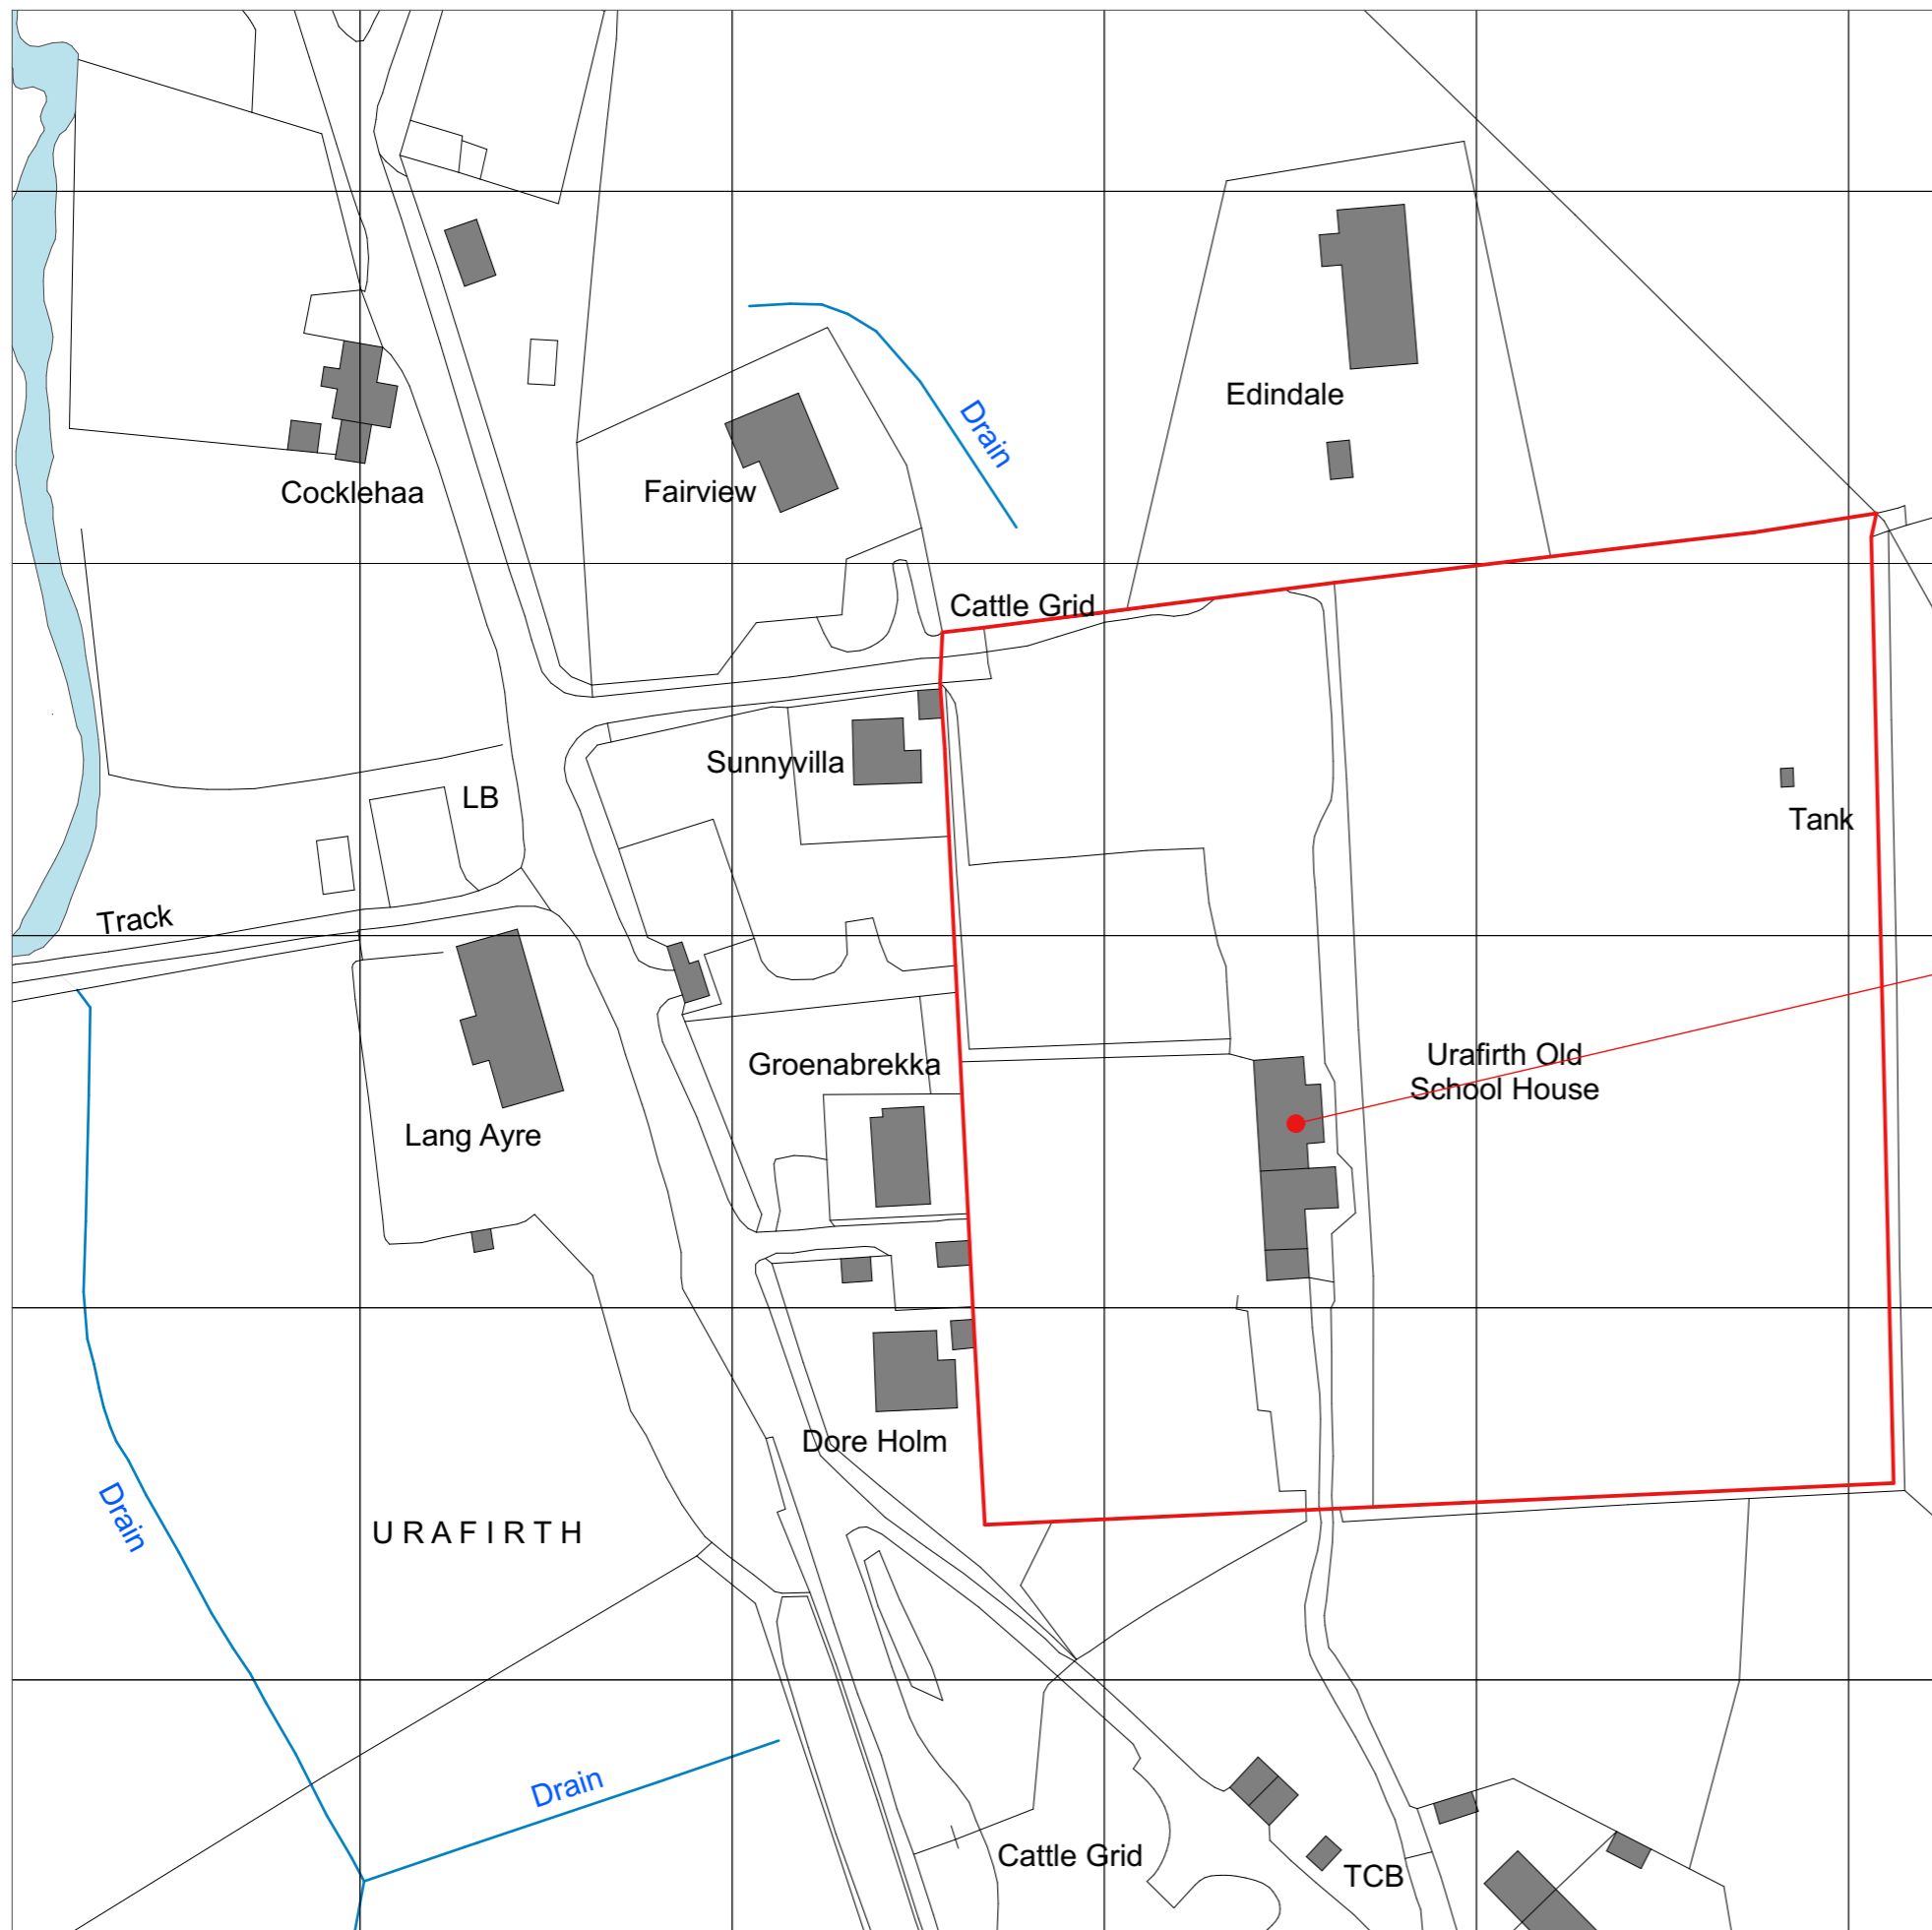 Edindale
Drain
Cocklehaa
Fairview
Cattle Grid
Sunnyvilla
LB
Tank
Track
Urafirth Old
School House
Groenabrekka
Lang Ayre
Dore Holm
Drain
URAFIRTH
Drain
Cattle Grid
TCB